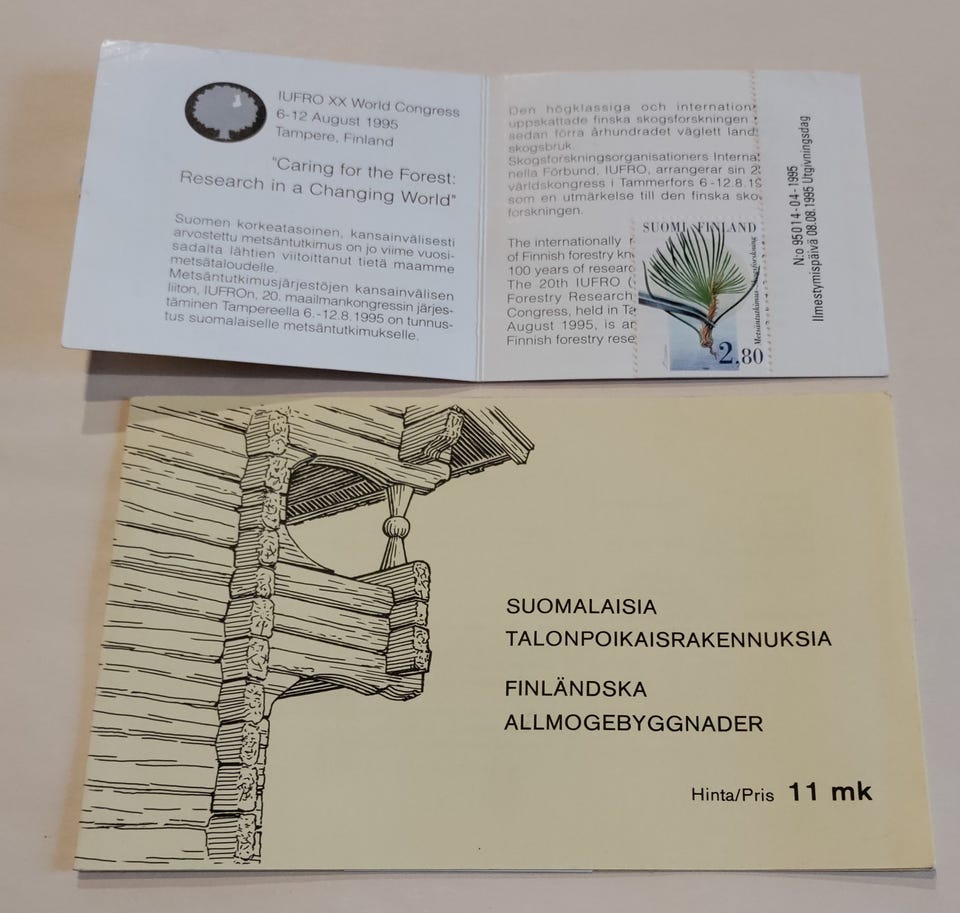 IUFRO XX World Congress
6-12 August 1995
Tampere, Finland
"Caring for the Forest:
Research in a Changing World"
Suomen korkeatasoinen, kansainvälisesti
arvostettu metsäntutkimus on jo viime vuosi-
sadalta lähtien viitoittanut tietä maamme
metsätaloudelle.
Metsäntutkimusjärjestöjen kansainvälisen
liiton, IUFROn, 20. maailmankongressin järjes-
täminen Tampereella 6.-12.8.1995 on tunnus-
tus suomalaiselle metsäntutkimukselle.
Den högklassiga och internation
uppskattade finska skogsforskningen
sedan förra århundradet väglett land
skogsbruk.
Skogsforskningsorganisationers Interna
nella Förbund, IUFRO, arrangerar sin 2
världskongress i Tammerfors 6-12.8.19
som en utmärkelse till den finska sko
forskningen.
The internationally r
of Finnish forestry kn
100 years of researc
The 20th IUFRO (
Forestry Research
Congress, held in Ta
August 1995, is ar
Finnish forestry rese
SUOMI FINLAND
Metsäntutkimus-Skogsforskning
2.80
N:o 95014-04-1995
Ilmestymispäivä 08.08.1995 Utgivningsdag
SUOMALAISIA
TALONPOIKAISRAKENNUKSIA
FINLÄNDSKA
ALLMOGEBYGGNADER
Hinta/Pris 11 mk